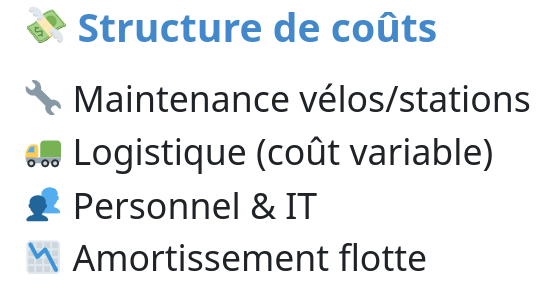 Structure de coûts
Maintenance vélos/stations
Logistique (coût variable)
Personnel & IT
Amortissement flotte